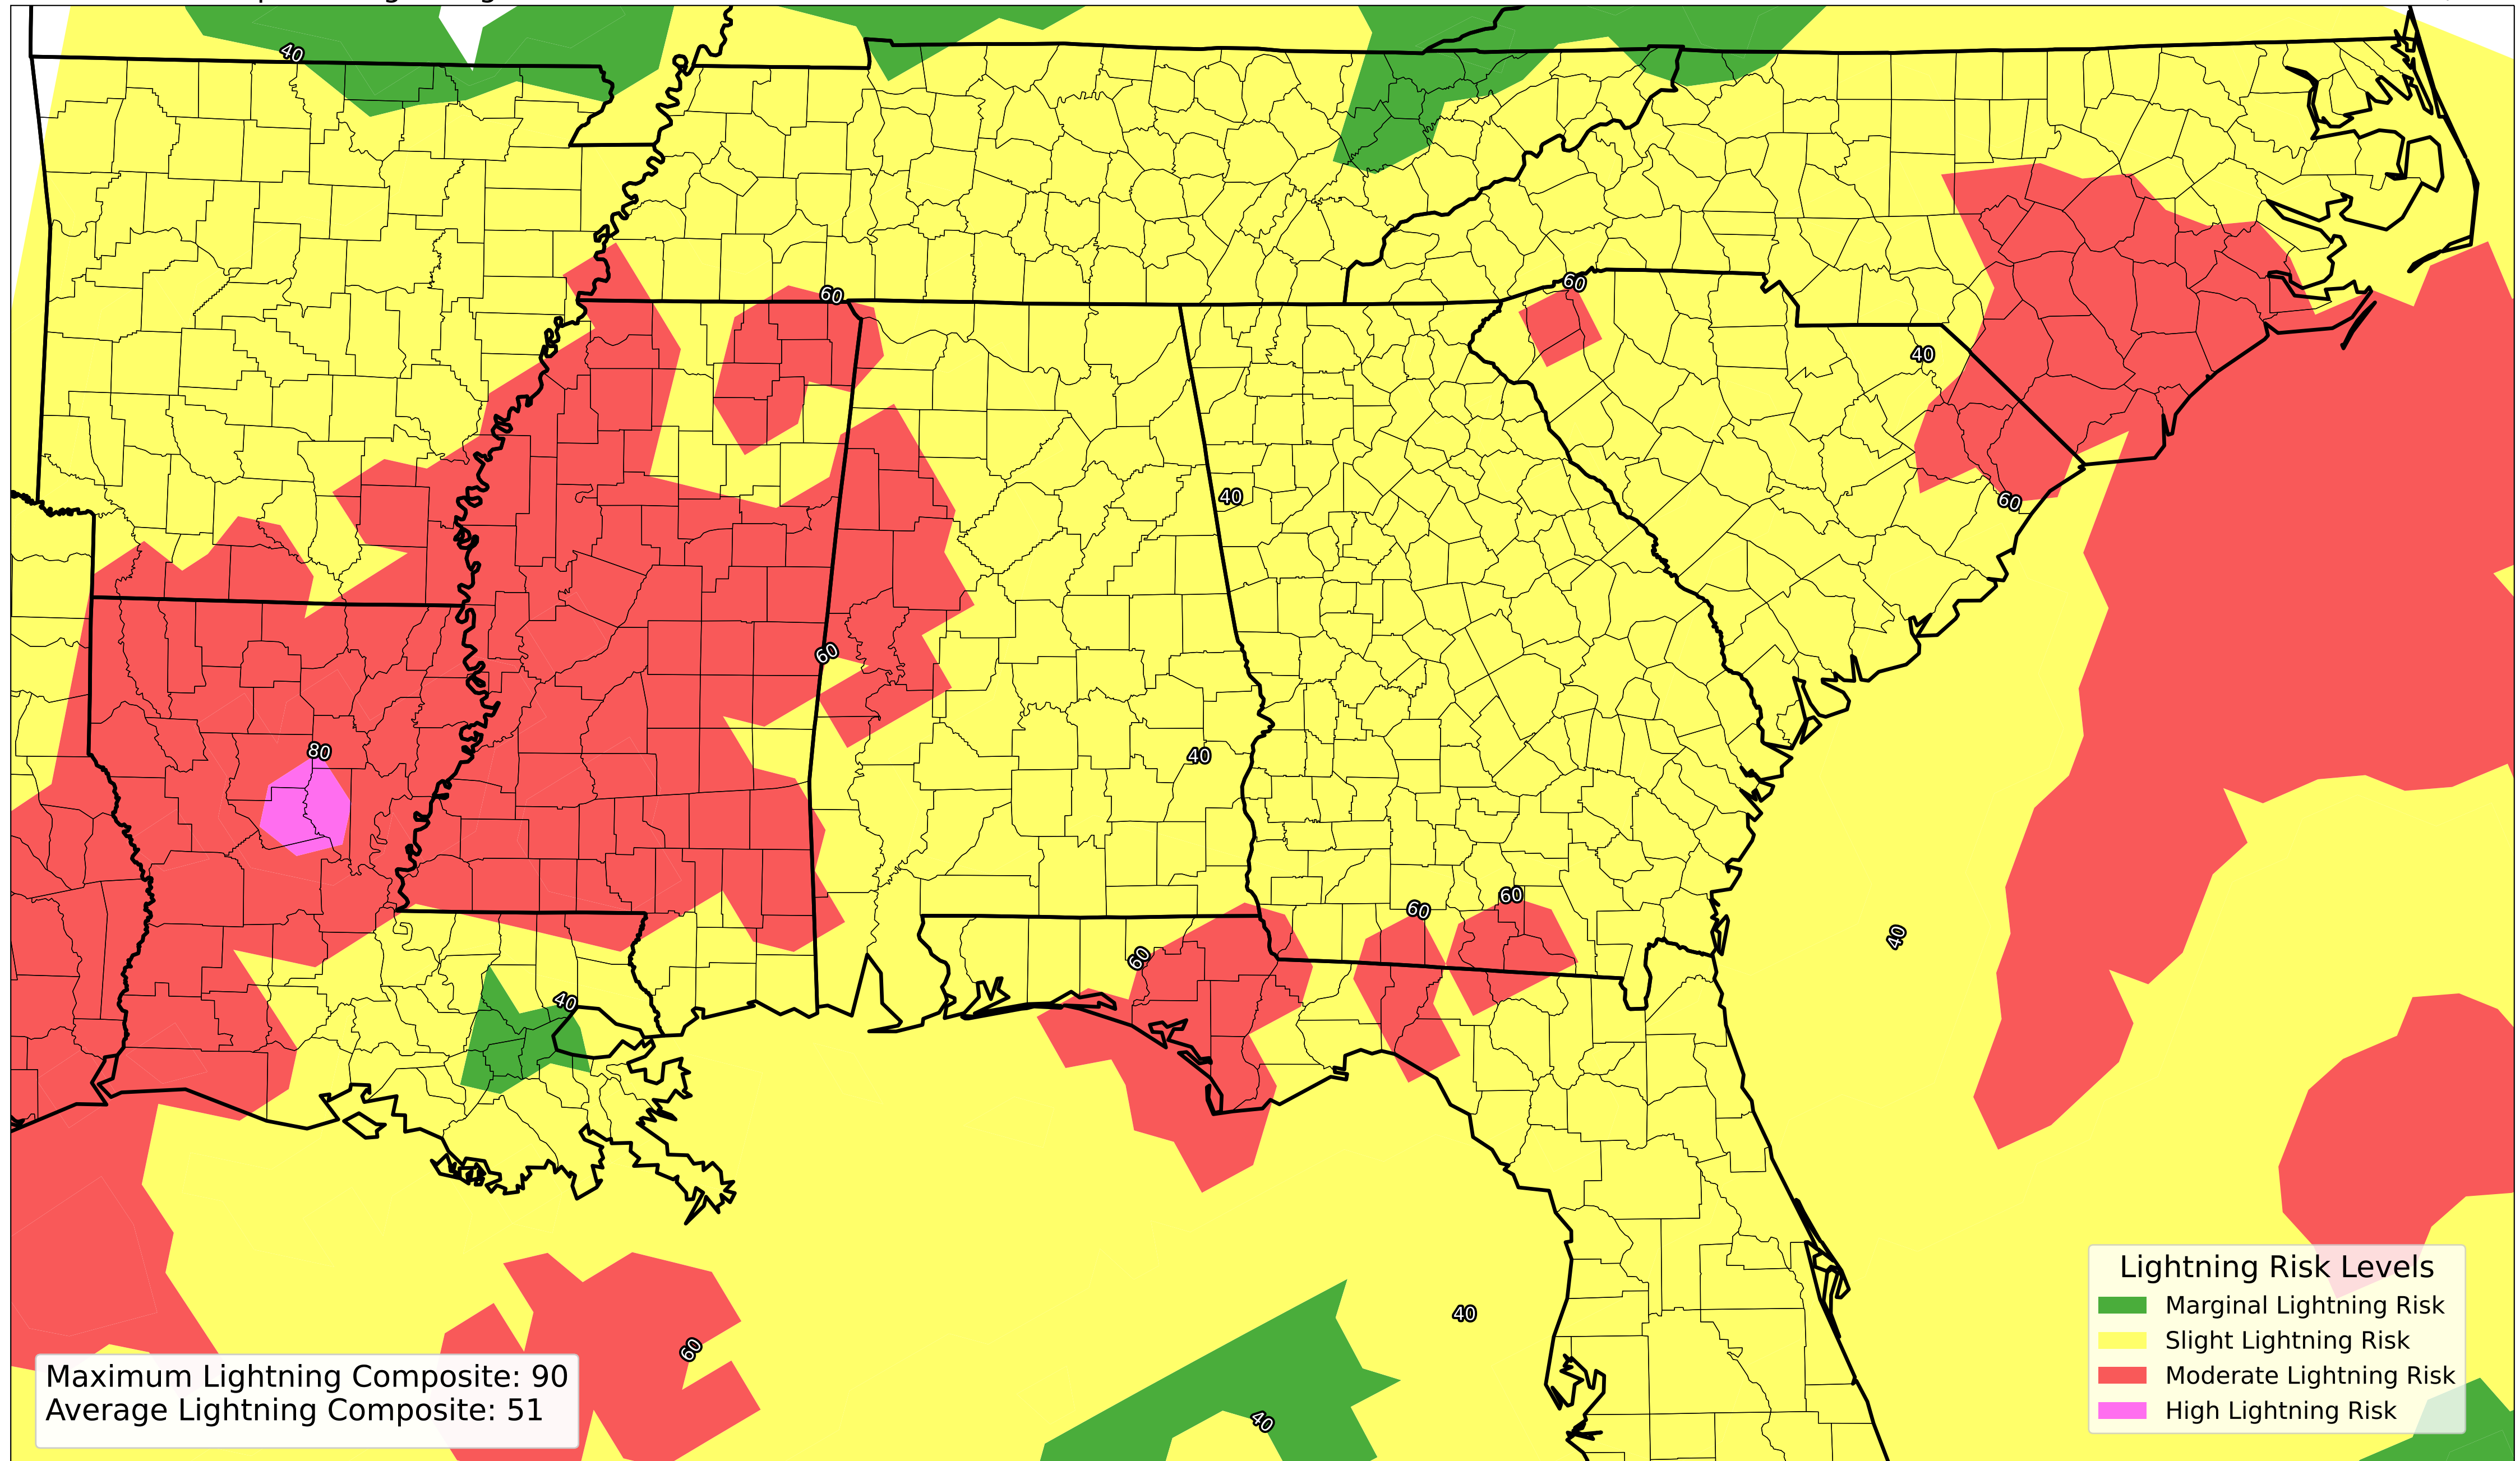 40
60
60
40
40
60
60
80
40
60
60
60
40
40
40
60
40
Maximum Lightning Composite: 90
Average Lightning Composite: 51
Lightning Risk Levels
Marginal Lightning Risk
Slight Lightning Risk
Moderate Lightning Risk
High Lightning Risk